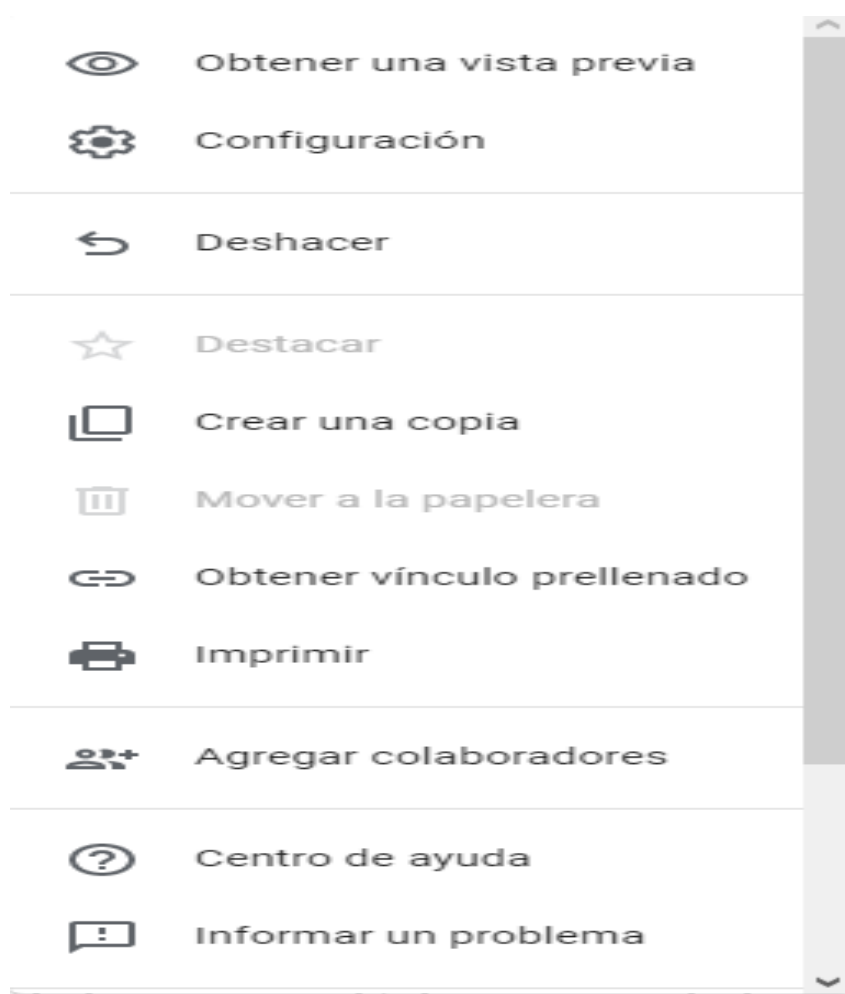 Obtener una vista previa
Configuración
Deshacer
Destacar
Crear una copia
Mover a la papelera
Obtener vínculo prellenado
Imprimir
Agregar colaboradores
Centro de ayuda
Informar un problema